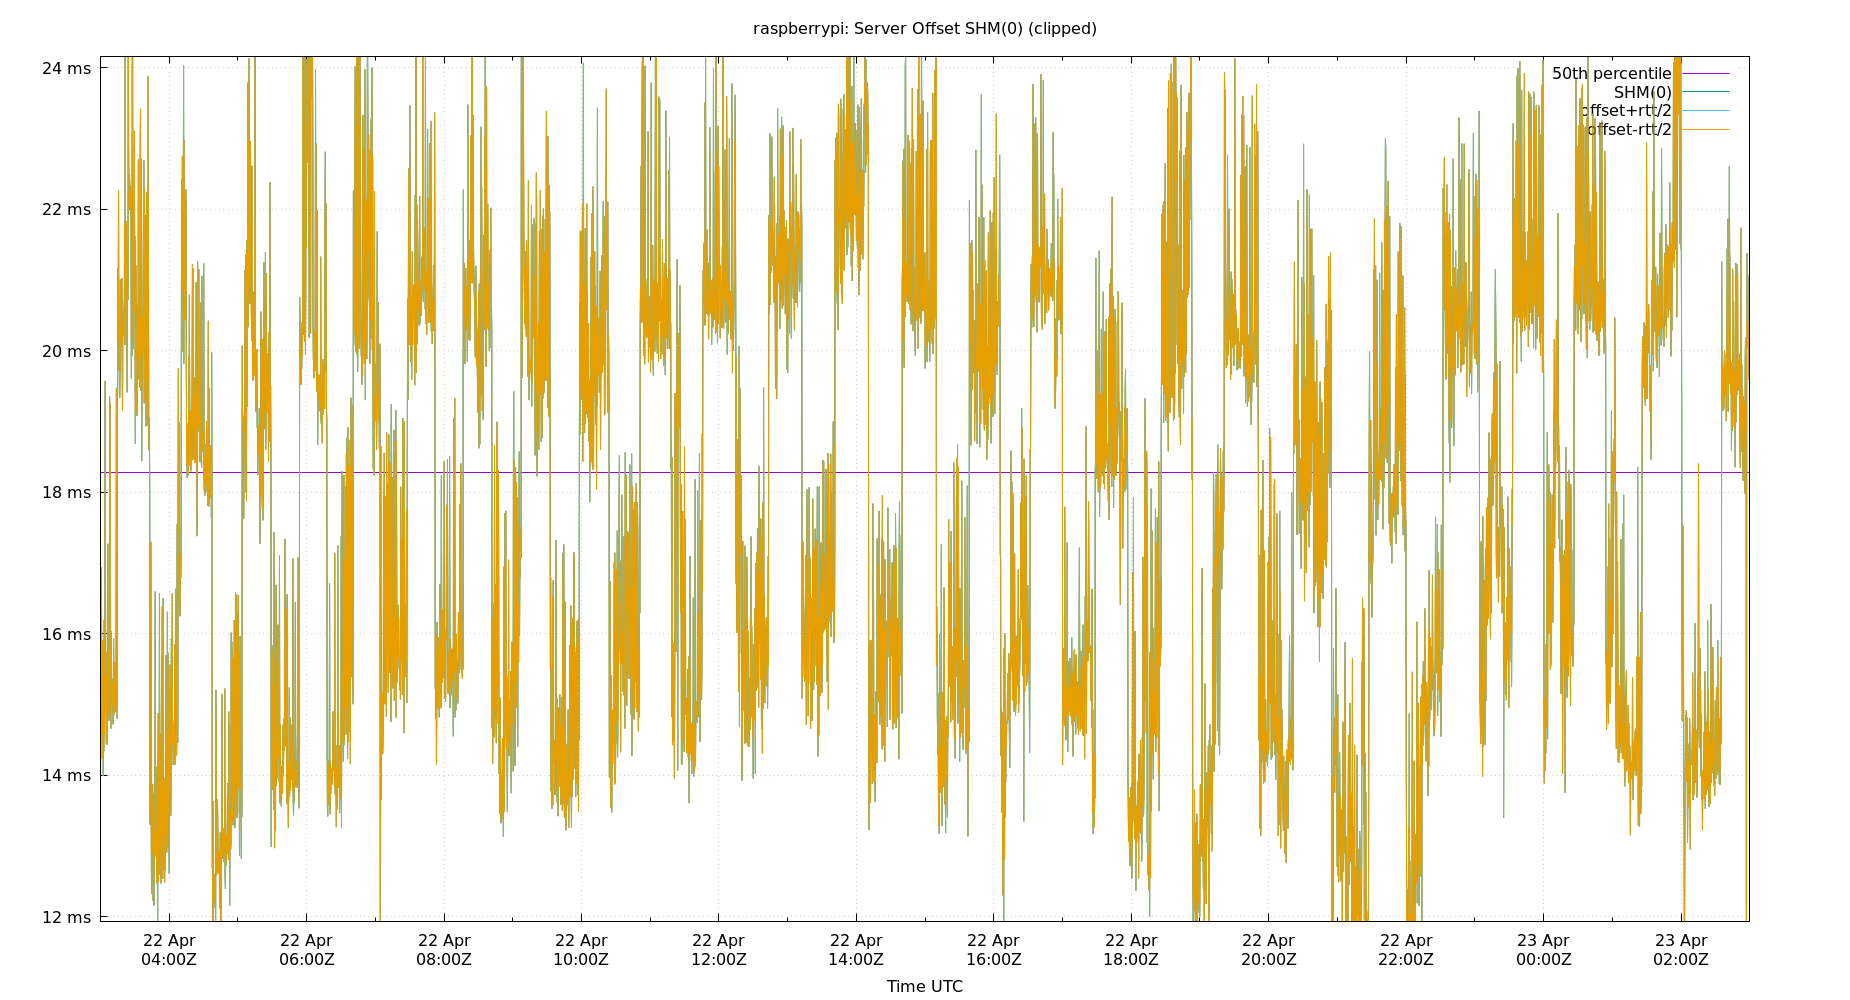 raspberrypi: Server Offset SHM(0) (clipped)
24 ms
22 ms
20 ms
18 ms
16 ms
14 ms
12 ms
50th percentile
SHM(0)
offset+rtt/2
offset-rtt/2
22 Apr 22 Apr 22 Apr 22 Apr 22 Apr 22 Apr 22 Apr 22 Apr 22 Apr 22 Apr 23 Apr 23 Apr
04:00Z 06:00Z 08:00Z 10:00Z 12:00Z 14:00Z 16:00Z 18:00Z 20:00Z 22:00Z 00:00Z 02:00Z
Time UTC